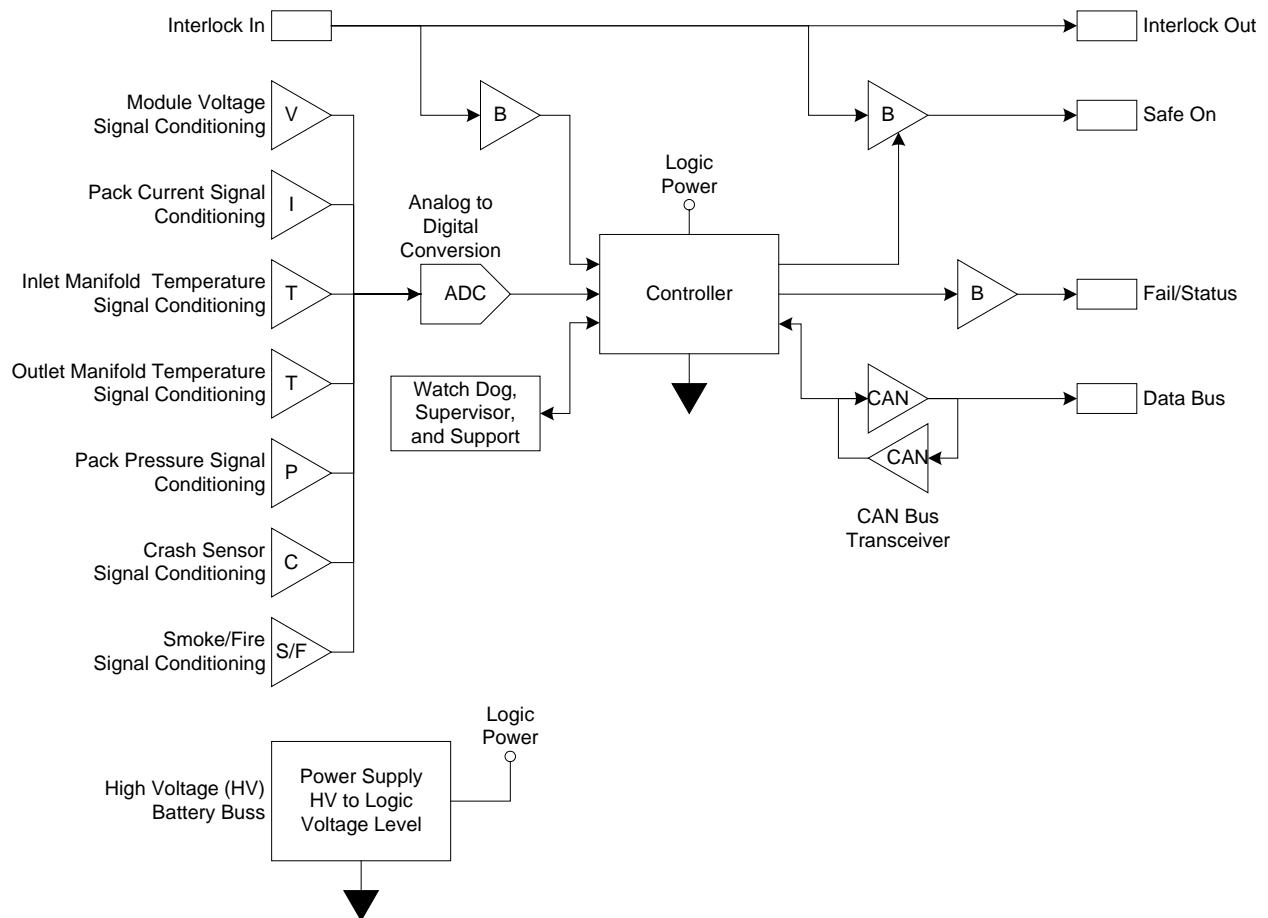 Interlock In
Interlock Out
Module Voltage
Signal Conditioning
V
B
B
Safe On
Pack Current Signal
Conditioning
I
Logic
Power
Analog to
Digital
Conversion
Inlet Manifold  Temperature
Signal Conditioning
T
ADC
Controller
B
Fail/Status
Outlet Manifold Temperature
Signal Conditioning
T
Watch Dog,
Supervisor,
and Support
CAN
Data Bus
CAN
Pack Pressure Signal
Conditioning
P
CAN Bus
Transceiver
Crash Sensor
Signal Conditioning
C
Smoke/Fire
Signal Conditioning
S/F
Logic
Power
High Voltage (HV)
Battery Buss
Power Supply
HV to Logic
Voltage Level